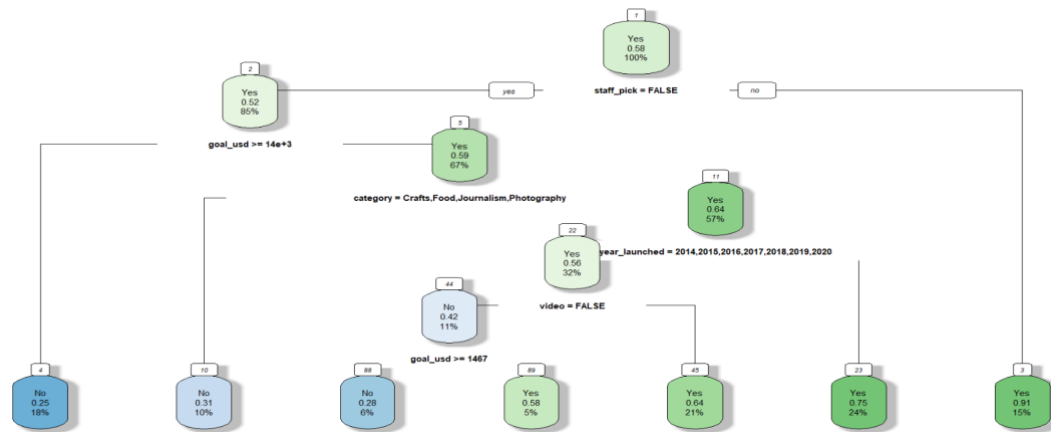 1
Yes
0.58
100%
yes
staff_pick = FALSE
no
2
Yes
0.52
85%
goal_usd >= 14e+3
5
Yes
0.59
67%
category = Crafts,Food,Journalism,Photography
11
Yes
0.64
57%
year_launched = 2014,2015,2016,2017,2018,2019,2020
22
Yes
0.56
32%
video = FALSE
44
No
0.42
11%
goal_usd >= 1467
4
No
0.25
18%
10
No
0.31
10%
88
No
0.28
6%
89
Yes
0.58
5%
45
Yes
0.64
21%
23
Yes
0.75
24%
3
Yes
0.91
15%